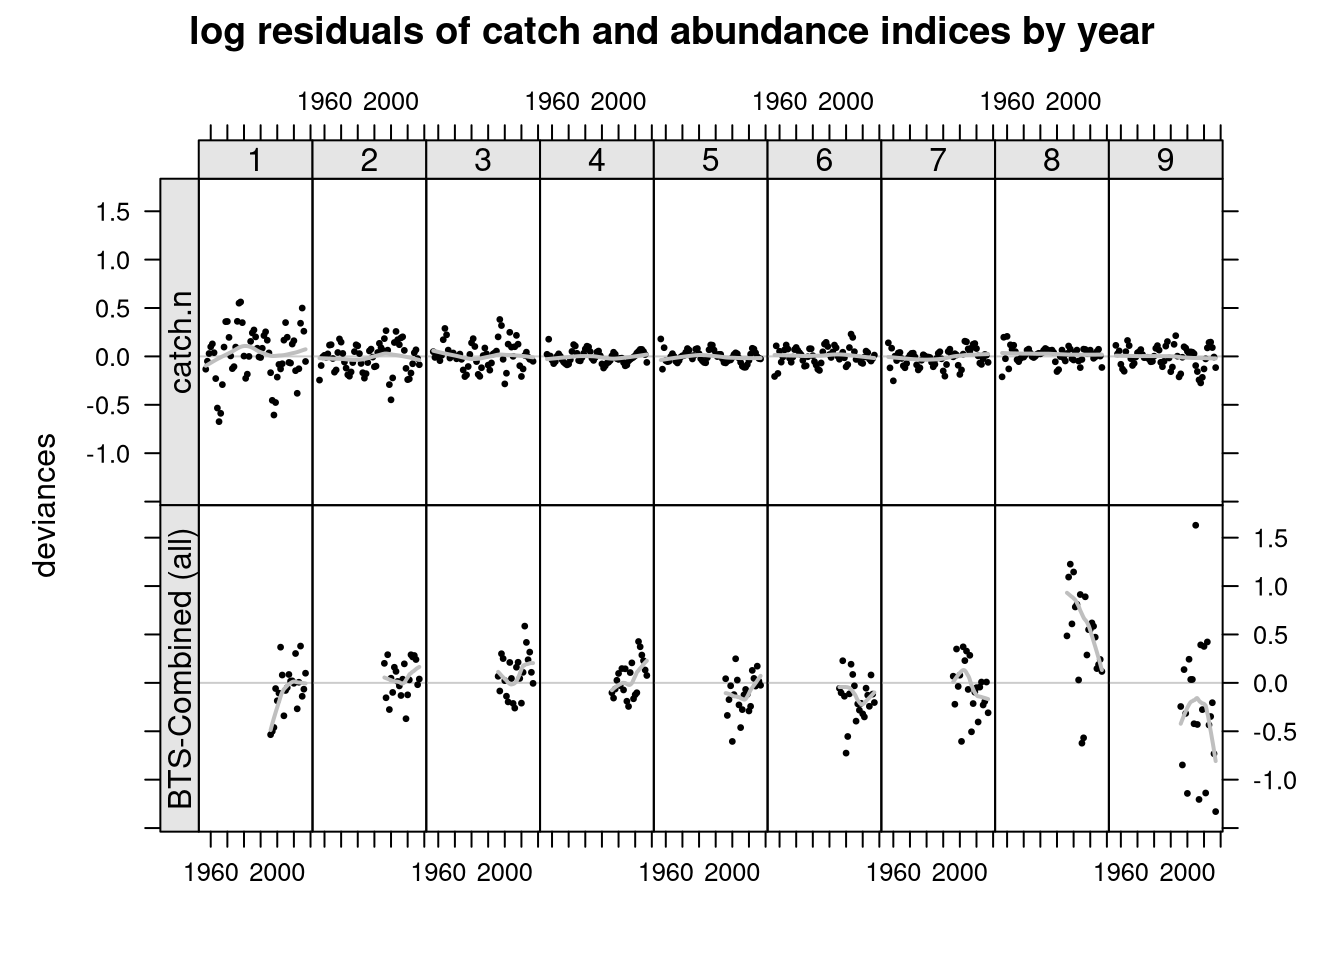 log residuals of catch and abundance indices by year
1960 2000 1960 2000 1960 2000 1960 2000
1 2 3 4 5 6 7 8 9
catch.n
1.5
1.0
0.5
0.0
-0.5
-1.0
deviances
BTS-Combined (all)
1.5
1.0
0.5
0.0
-0.5
-1.0
1960 2000 1960 2000 1960 2000 1960 2000 1960 2000